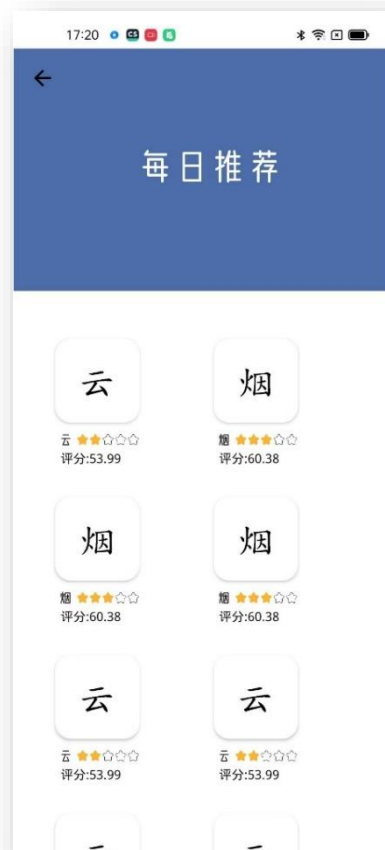 17:20
每日推荐
云 烟
云 烟
评分:53.99 评分:60.38
烟 烟
烟 烟
评分:60.38 评分:60.38
云 云
云 云
评分:53.99 评分:53.99